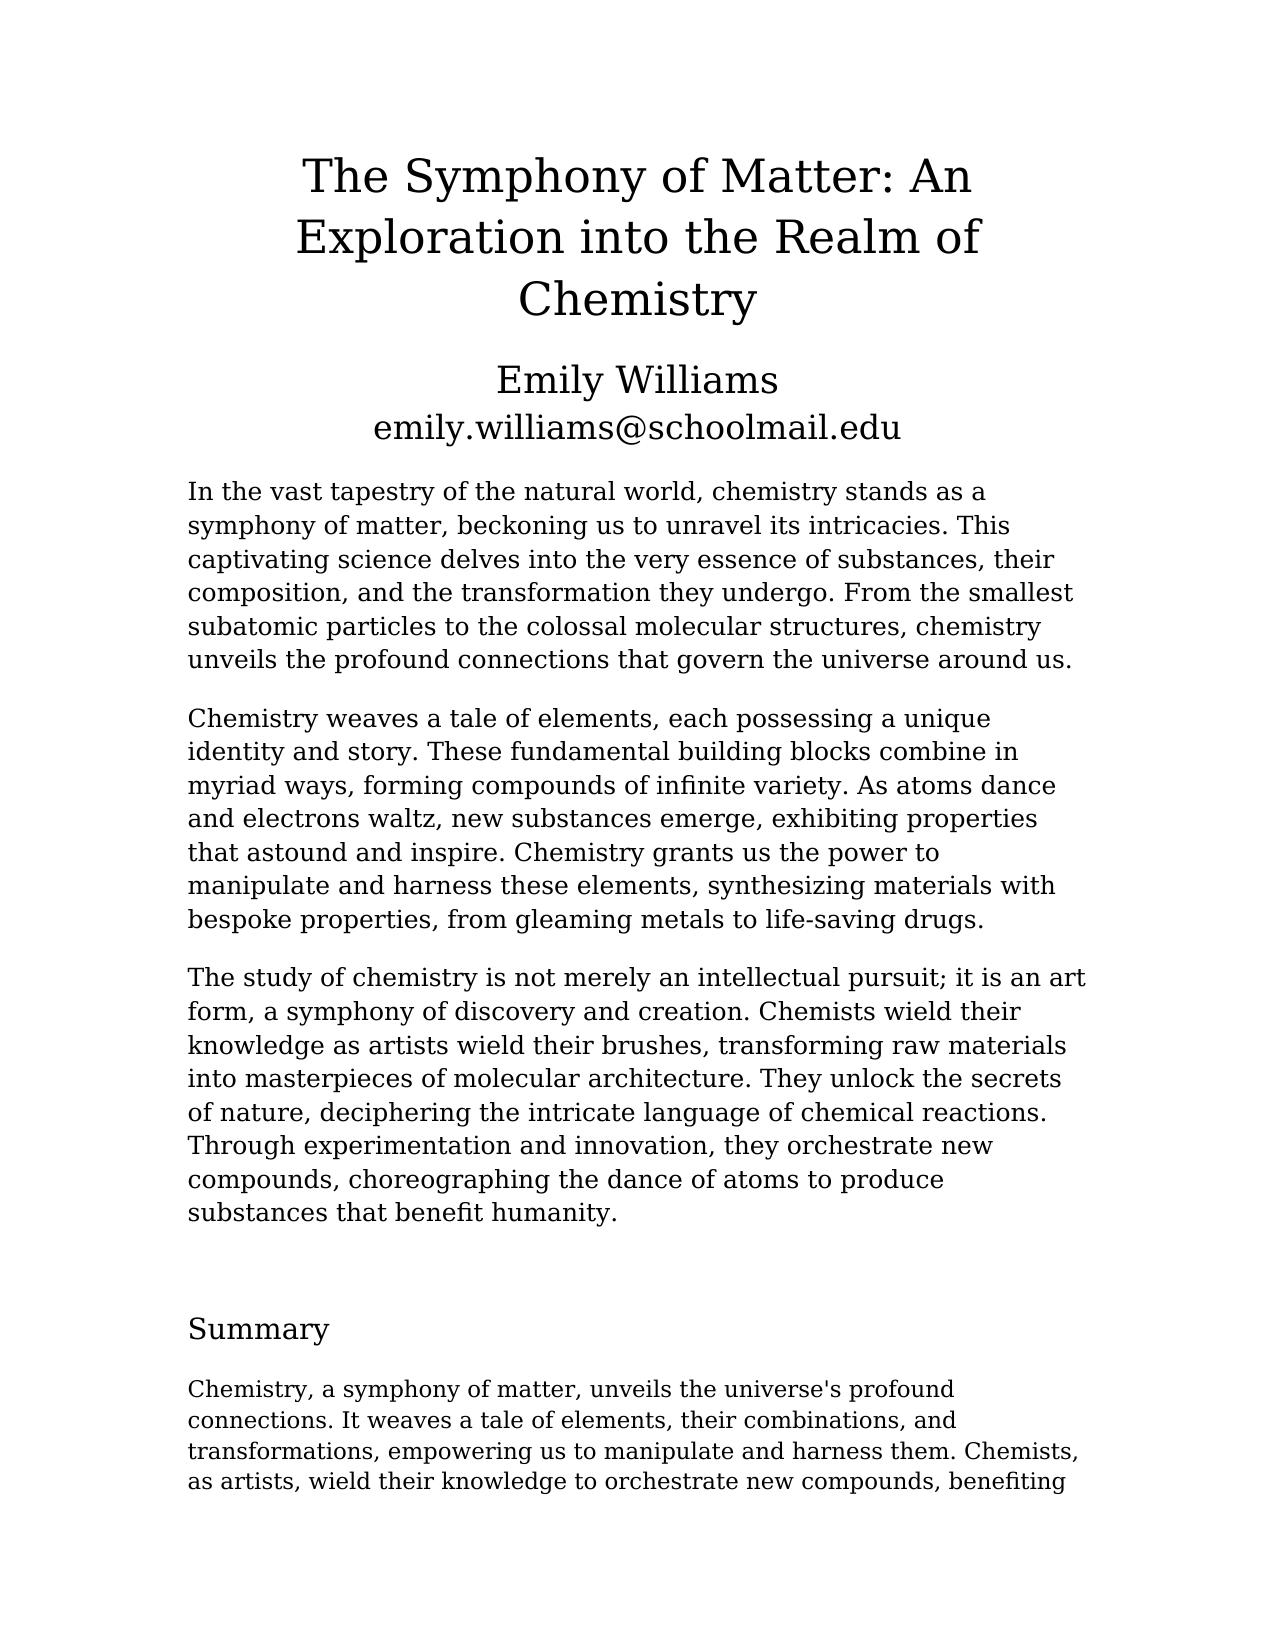 The Symphony of Matter: An
Exploration into the Realm of
Chemistry
Emily Williams
emily.williams@schoolmail.edu
In the vast tapestry of the natural world, chemistry stands as a
symphony of matter, beckoning us to unravel its intricacies. This
captivating science delves into the very essence of substances, their
composition, and the transformation they undergo. From the smallest
subatomic particles to the colossal molecular structures, chemistry
unveils the profound connections that govern the universe around us.
Chemistry weaves a tale of elements, each possessing a unique
identity and story. These fundamental building blocks combine in
myriad ways, forming compounds of infinite variety. As atoms dance
and electrons waltz, new substances emerge, exhibiting properties
that astound and inspire. Chemistry grants us the power to
manipulate and harness these elements, synthesizing materials with
bespoke properties, from gleaming metals to life-saving drugs.
The study of chemistry is not merely an intellectual pursuit; it is an art
form, a symphony of discovery and creation. Chemists wield their
knowledge as artists wield their brushes, transforming raw materials
into masterpieces of molecular architecture. They unlock the secrets
of nature, deciphering the intricate language of chemical reactions.
Through experimentation and innovation, they orchestrate new
compounds, choreographing the dance of atoms to produce
substances that benefit humanity.
Summary
Chemistry, a symphony of matter, unveils the universe's profound
connections. It weaves a tale of elements, their combinations, and
transformations, empowering us to manipulate and harness them. Chemists,
as artists, wield their knowledge to orchestrate new compounds, benefiting